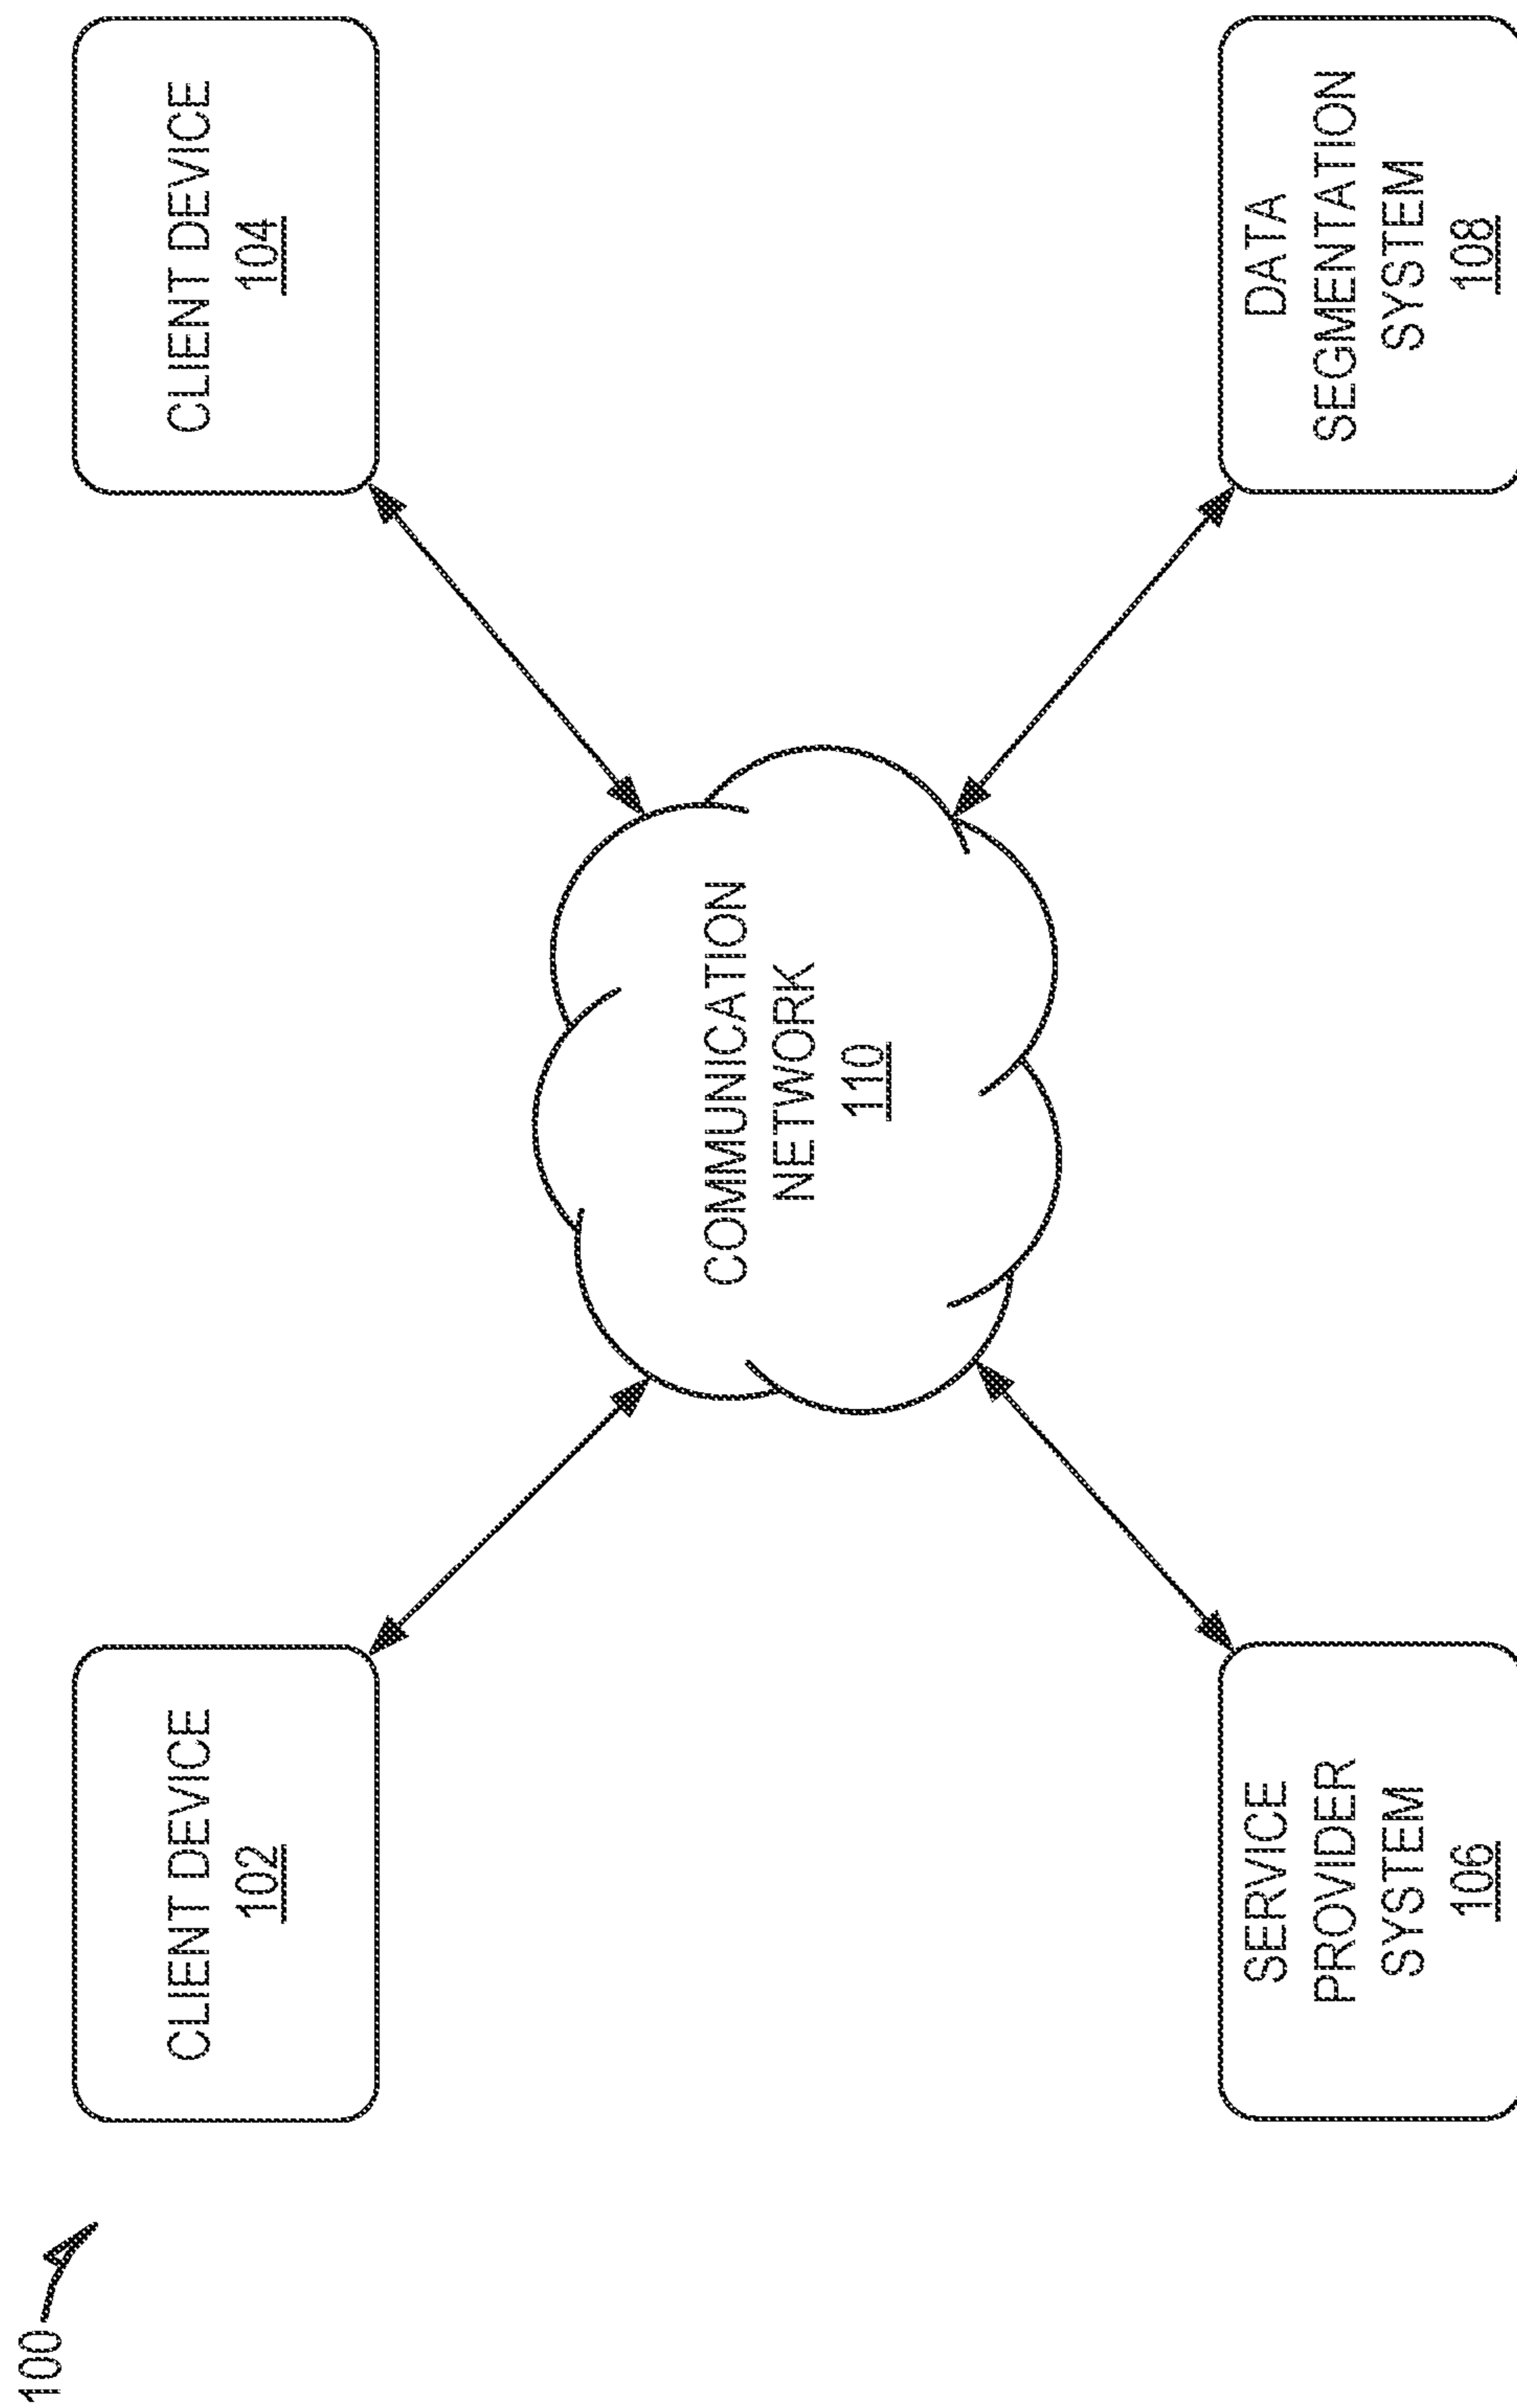 100
CLIENT DEVICE
102
CLIENT DEVICE
104
COMMUNICATION
NETWORK
110
SERVICE
PROVIDER
SYSTEM
106
DATA
SEGMENTATION
SYSTEM
108